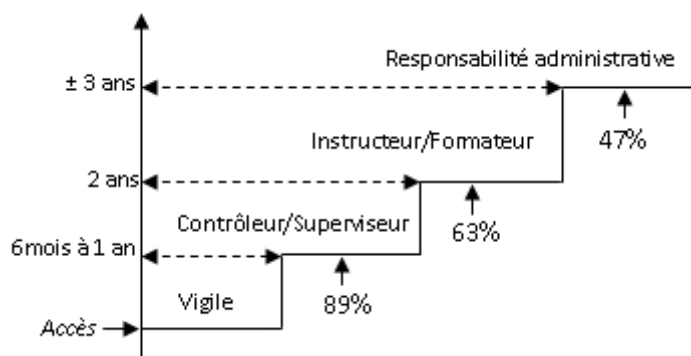 Responsabilité administrative
± 3 ans
47%
Instructeur/Formateur
2 ans
63%
Contrôleur/Superviseur
6mois à 1 an
89%
Vigile
Accès